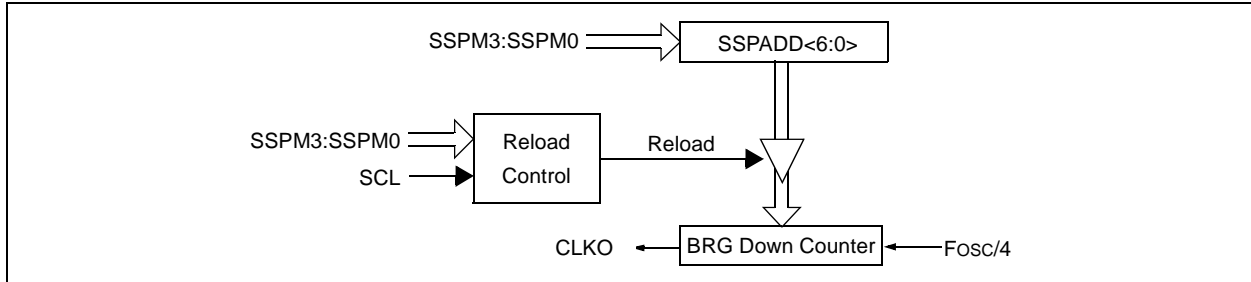 SSPM3:SSPM0
SSPADD<6:0>
SSPM3:SSPM0
SCL
Reload
Control
Reload
CLKO
BRG Down Counter
FOSC/4